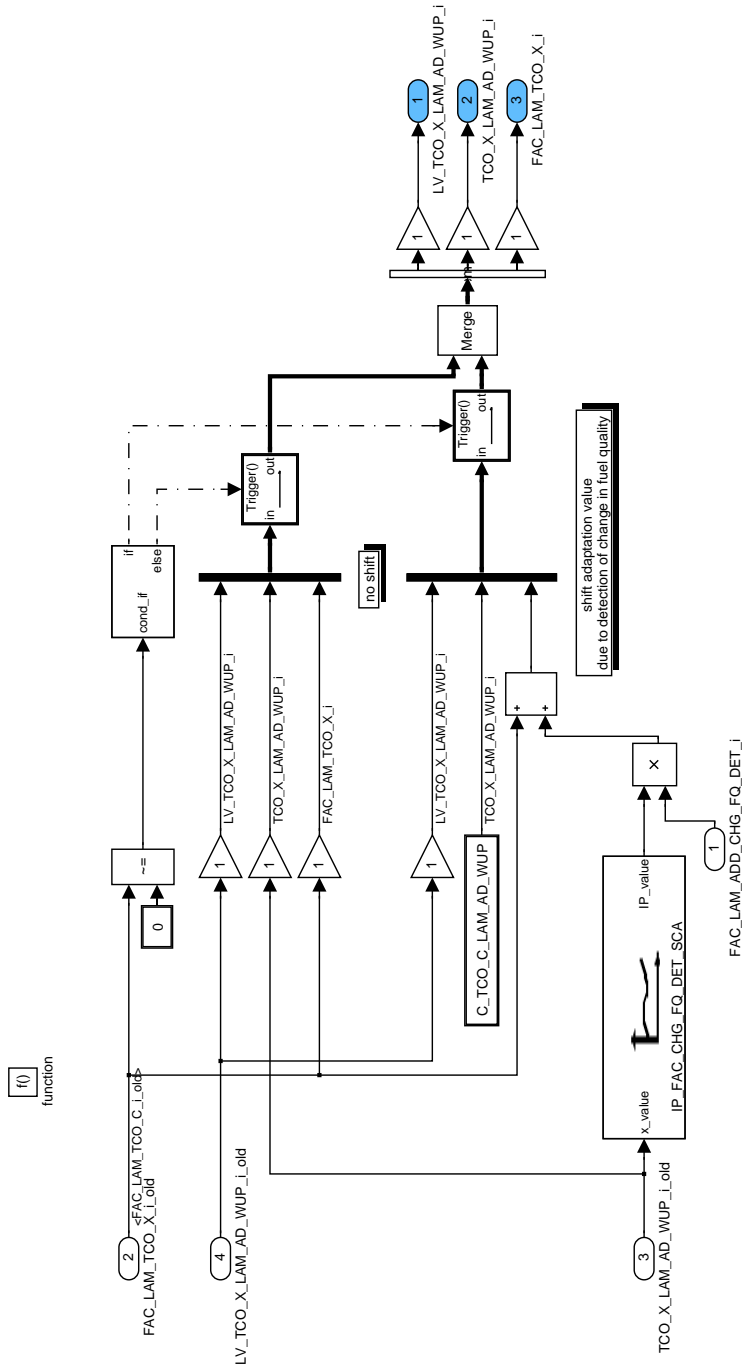 f()
function
2
<FAC_LAM_TCO_C_i_old>
FAC_LAM_TCO_X_i_old
4
LV_TCO_X_LAM_AD_WUP_i_old
3
TCO_X_LAM_AD_WUP_i_old
0
~=
cond_if
if
else
1
LV_TCO_X_LAM_AD_WUP_i
1
TCO_X_LAM_AD_WUP_i
1
FAC_LAM_TCO_X_i
no shift
Trigger()
in
out
1
LV_TCO_X_LAM_AD_WUP_i
C_TCO_C_LAM_AD_WUP
TCO_X_LAM_AD_WUP_i
+
+
x_value
IP_value
IP_FAC_CHG_FQ_DET_SCA
×
1
FAC_LAM_ADD_CHG_FQ_DET_i
shift adaptation value
due to detection of change in fuel quality
Trigger()
in
out
Merge
1
1
LV_TCO_X_LAM_AD_WUP_i
1
2
TCO_X_LAM_AD_WUP_i
1
3
FAC_LAM_TCO_X_i